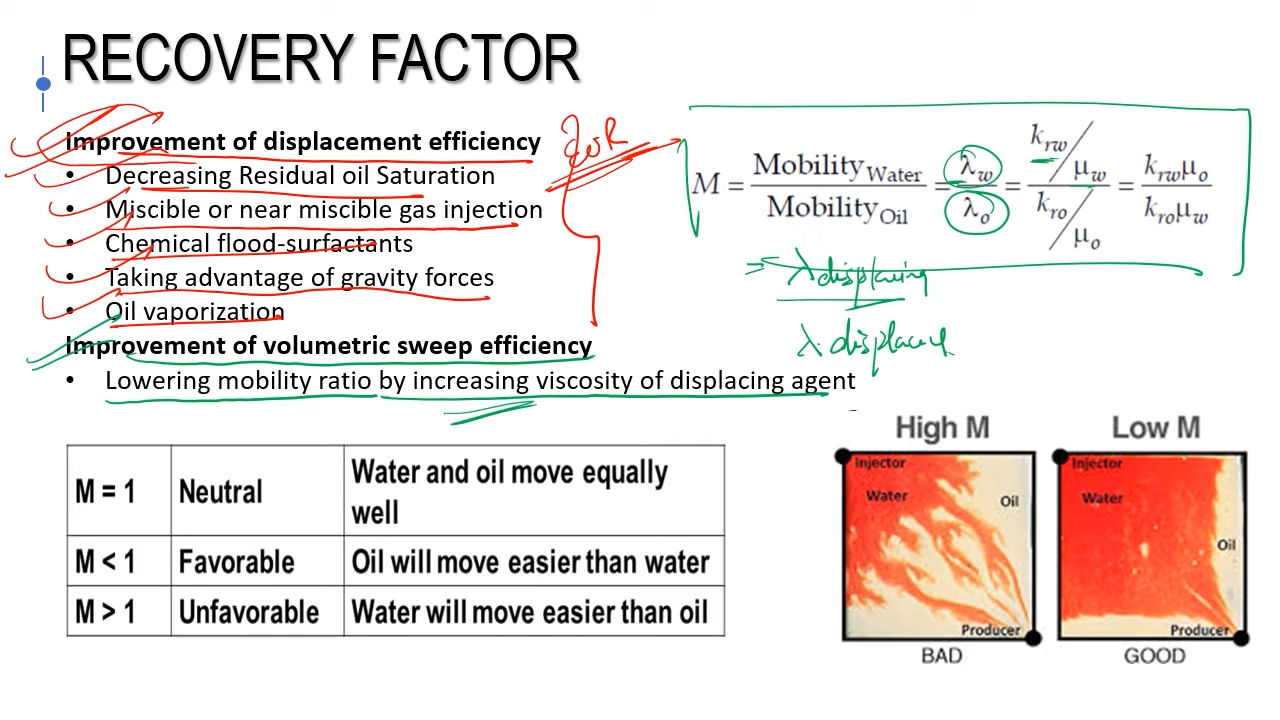 RECOVERY FACTOR
Improvement of displacement efficiency
• Decreasing Residual oil Saturation
• Miscible or near miscible gas injection
• Chemical flood-surfactants
• Taking advantage of gravity forces
• Oil vaporization
Improvement of volumetric sweep efficiency
• Lowering mobility ratio by increasing viscosity of displacing agent
EOR
M = Mobility Water / Mobility Oil = λw / λo = (krw/μw) / (kro/μo) = krwμo / kroμw
= λ displacing
λ displaced
M = 1 Neutral Water and oil move equally well
M < 1 Favorable Oil will move easier than water
M > 1 Unfavorable Water will move easier than oil
High M
Injector
Water
Oil
Producer
BAD
Low M
Injector
Water
Oil
Producer
GOOD